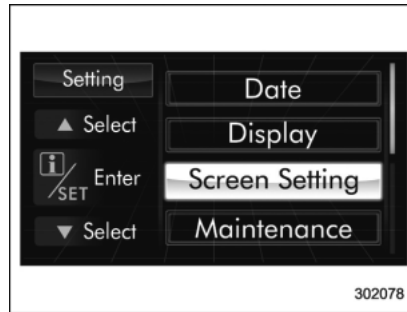 Setting
▲ Select
i/SET Enter
▼ Select
Date
Display
Screen Setting
Maintenance
302078